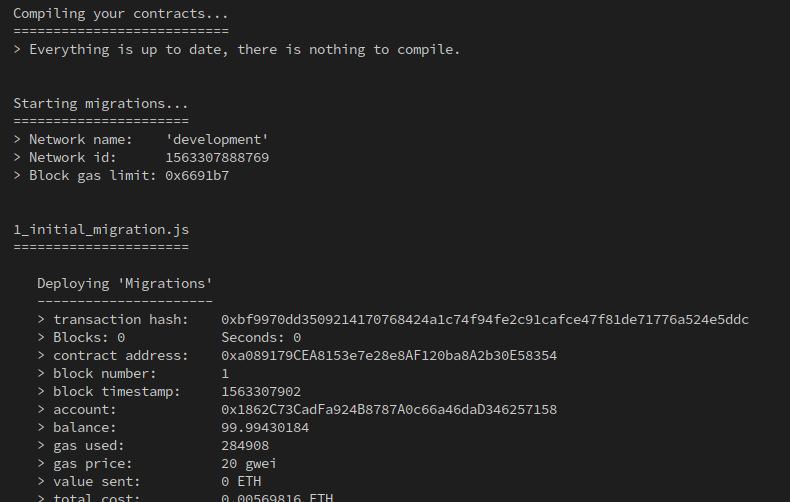 Compiling your contracts...
===========================
> Everything is up to date, there is nothing to compile.
Starting migrations...
======================
> Network name:    'development'
> Network id:      1563307888769
> Block gas limit: 0x6691b7
1_initial_migration.js
======================
Deploying 'Migrations'
----------------------
> transaction hash:    0xbf9970dd3509214170768424a1c74f94fe2c91cafce47f81de71776a524e5ddc
> Blocks: 0            Seconds: 0
> contract address:    0xa089179CEA8153e7e28e8AF120ba8A2b30E58354
> block number:        1
> block timestamp:     1563307902
> account:             0x1862C73CadFa924B8787A0c66a46daD346257158
> balance:             99.99430184
> gas used:            284908
> gas price:           20 gwei
> value sent:          0 ETH
> total cost:          0.00569816 ETH